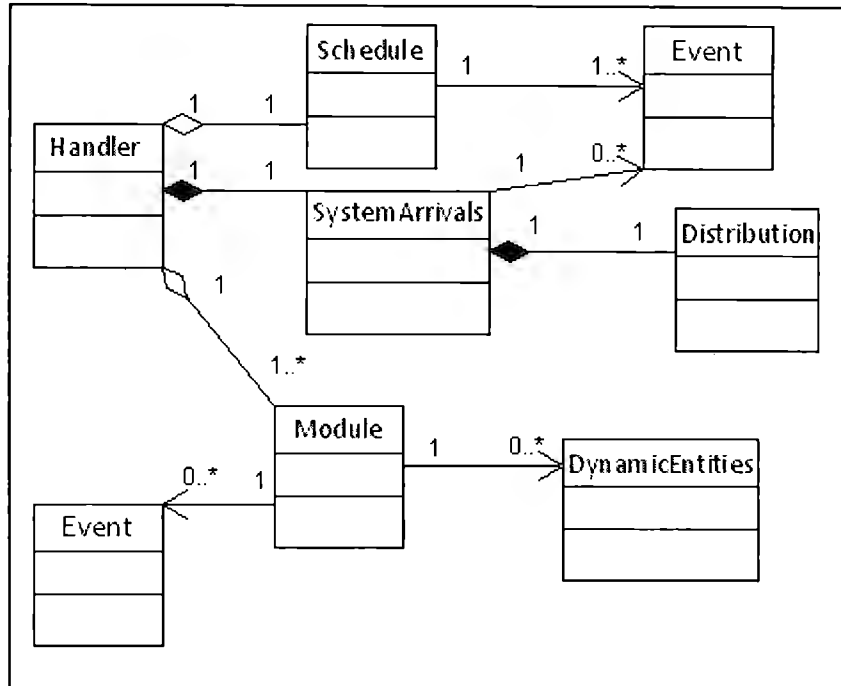 Schedule
Event
1
1..*
1
1
Handler
1
1
1
0..*
SystemArrivals
1
1
Distribution
1
1..*
Module
1
0..*
DynamicEntities
0..*
1
Event